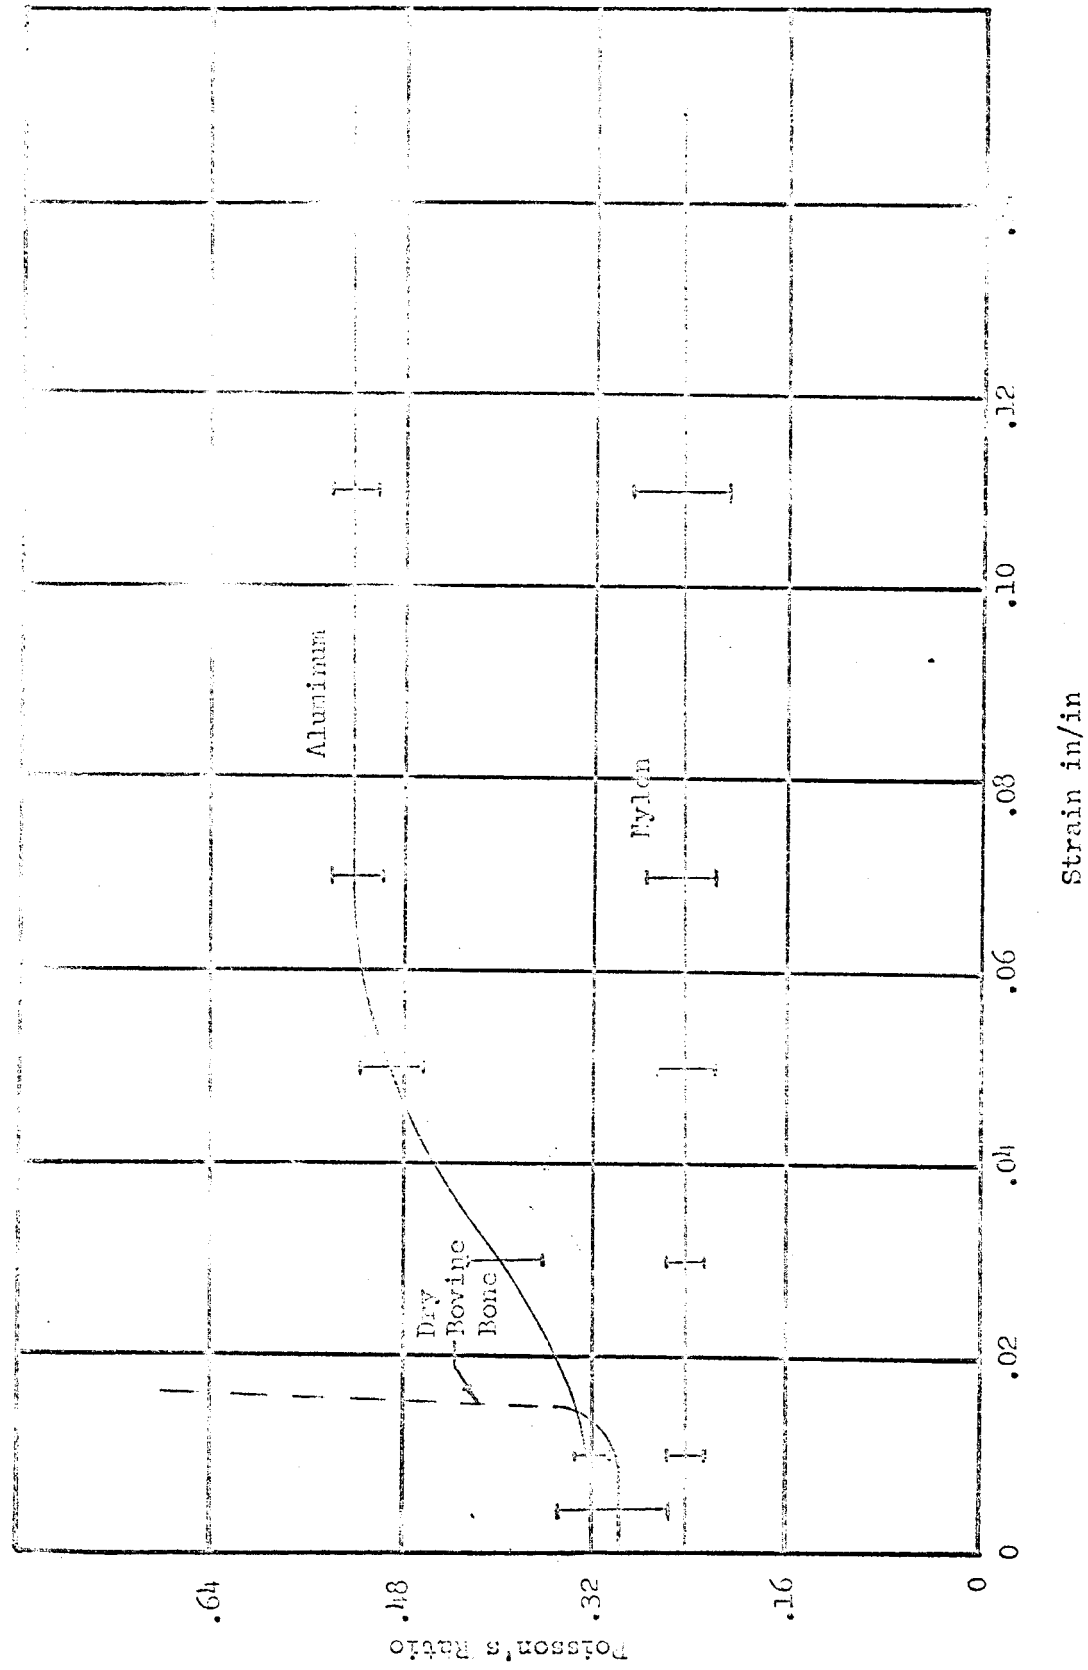 Poisson's Ratio
.64
.48
.32
.16
0
Aluminum
Dry
Bovine
Bone
Nylon
0
.02
.04
.06
.08
.10
.12
Strain in/in